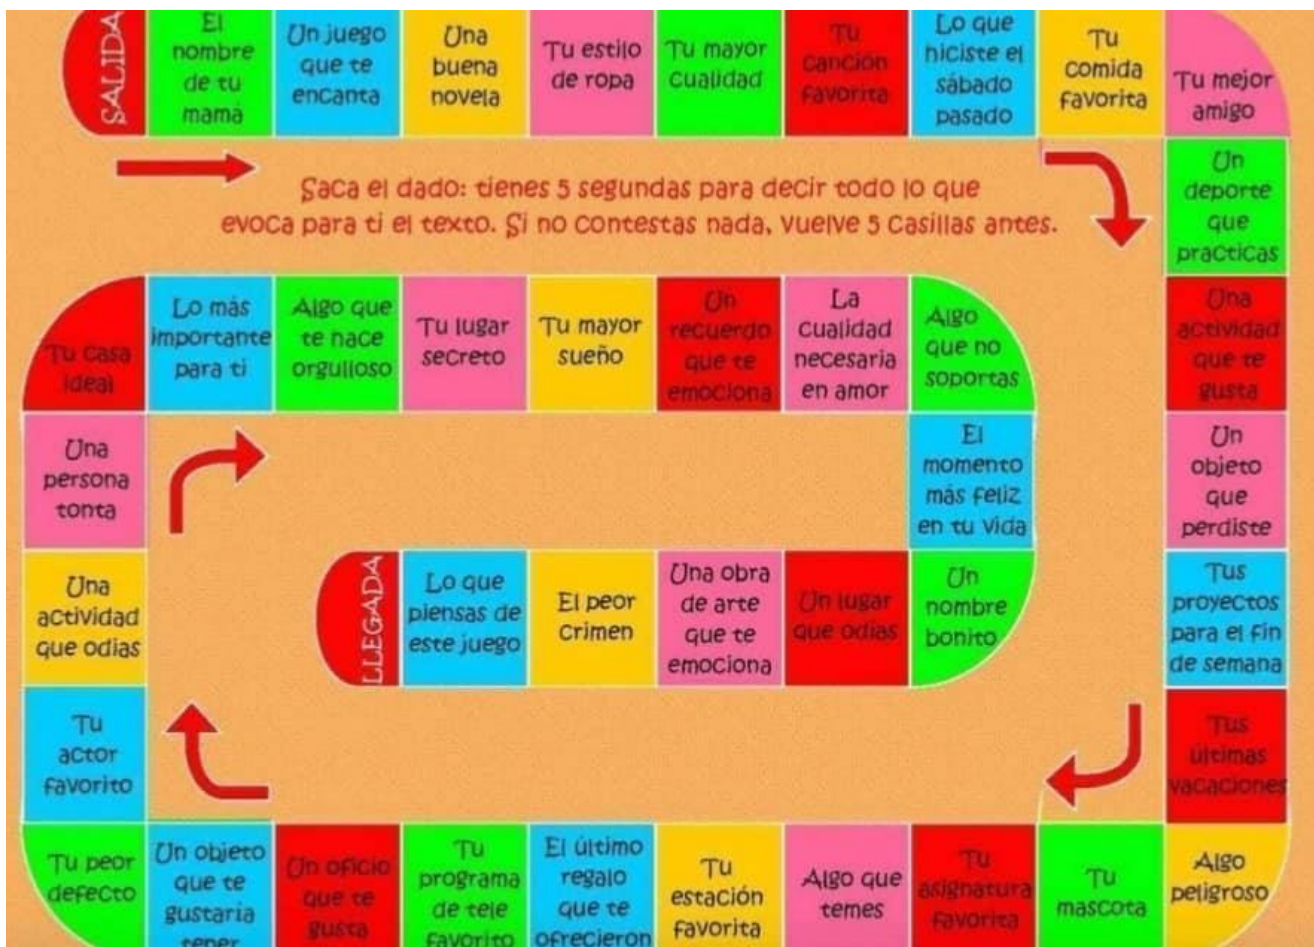 SALIDA
El
nombre
de tu
mamá
Un juego
que te
encanta
Una
buena
novela
Tu estilo
de ropa
Tu mayor
cualidad
Tu
canción
favorita
Lo que
hiciste el
sábado
pasado
Tu
comida
favorita
Tu mejor
amigo
Saca el dado: tienes 5 segundas para decir todo lo que
evoca para ti el texto. Si no contestas nada, vuelve 5 casillas antes.
Un
deporte
que
practicas
Una
actividad
que te
gusta
Un
objeto
que
perdiste
Tus
proyectos
para el fin
de semana
Tus
últimas
vacaciones
Algo
peligroso
Tu
mascota
Tu
asignatura
favorita
Algo que
temes
Tu
estación
favorita
El último
regalo
que te
ofrecieron
Tu
programa
de tele
favorito
Un oficio
que te
gusta
Un objeto
que te
gustaría
tener
Tu peor
defecto
Tu
actor
favorito
Una
actividad
que odias
Una
persona
tonta
Tu casa
ideal
Lo más
importante
para ti
Algo que
te nace
orgulloso
Tu lugar
secreto
Tu mayor
sueño
Un
recuerdo
que te
emociona
La
cualidad
necesaria
en amor
Algo
que no
soportas
El
momento
más feliz
en tu vida
Un
nombre
bonito
Un lugar
que odias
Una obra
de arte
que te
emociona
El peor
crimen
Lo que
piensas de
este juego
LLEGADA